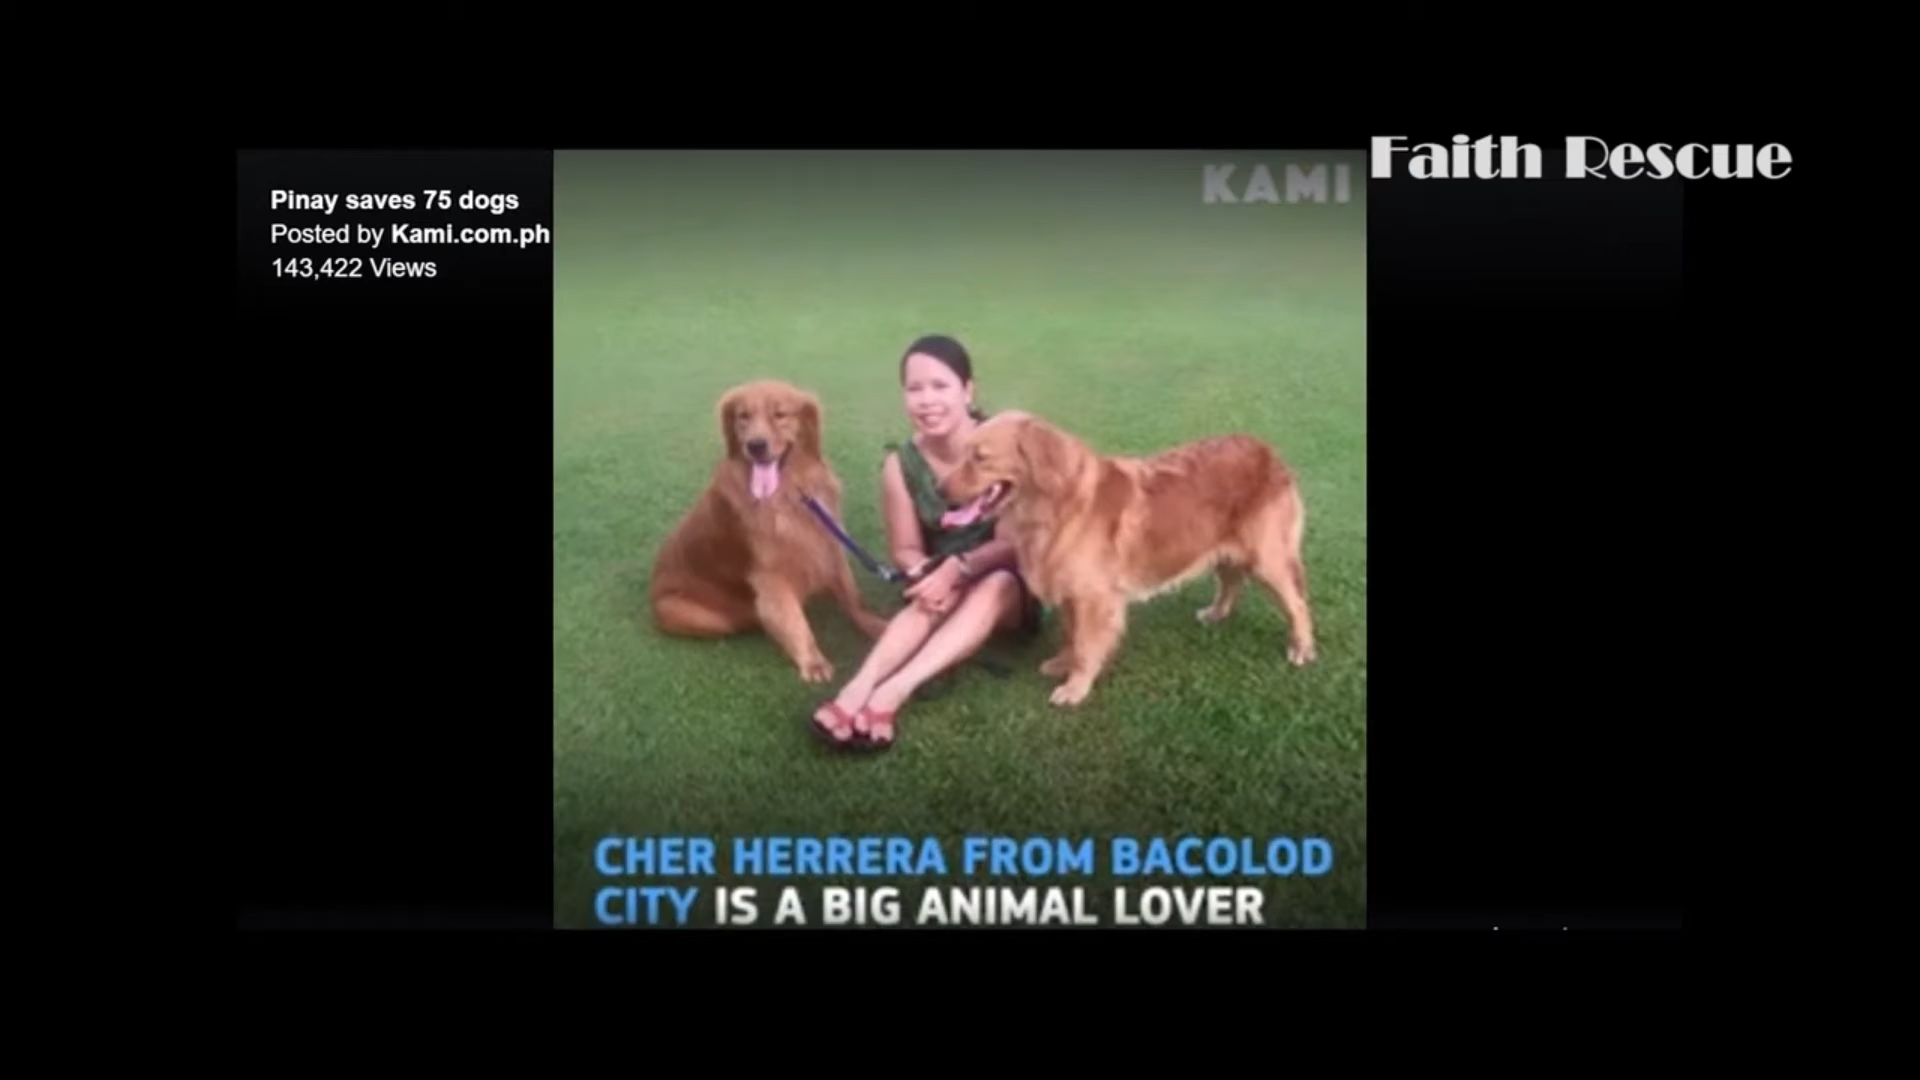 Faith Rescue
KAMI
Pinay saves 75 dogs
Posted by Kami.com.ph
143,422 Views
CHER HERRERA FROM BACOLOD
CITY IS A BIG ANIMAL LOVER